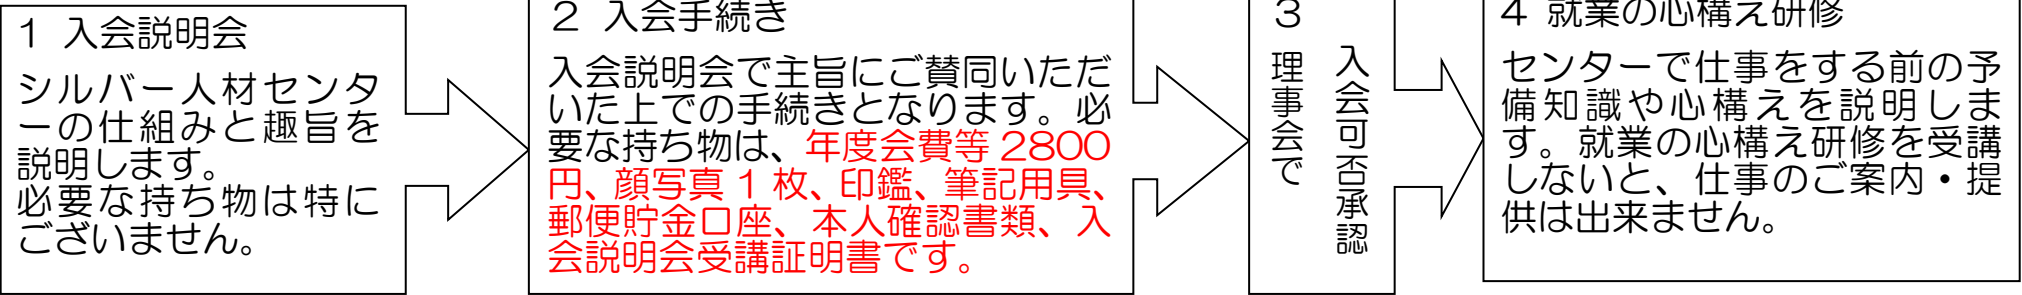 1 入会説明会
シルバー人材センタ
ーの仕組みと趣旨を
説明します。
必要な持ち物は特に
ございません。
2 入会手続き
入会説明会で主旨にご賛同いただ
いた上での手続きとなります。必
要な持ち物は、年度会費等 2800
円、顔写真 1 枚、印鑑、筆記用具、
郵便貯金口座、本人確認書類、入
会説明会受講証明書です。
3
理事会で
入会可否承認
4 就業の心構え研修
センターで仕事をする前の予
備知識や心構えを説明しま
す。就業の心構え研修を受講
しないと、仕事のご案内・提
供は出来ません。